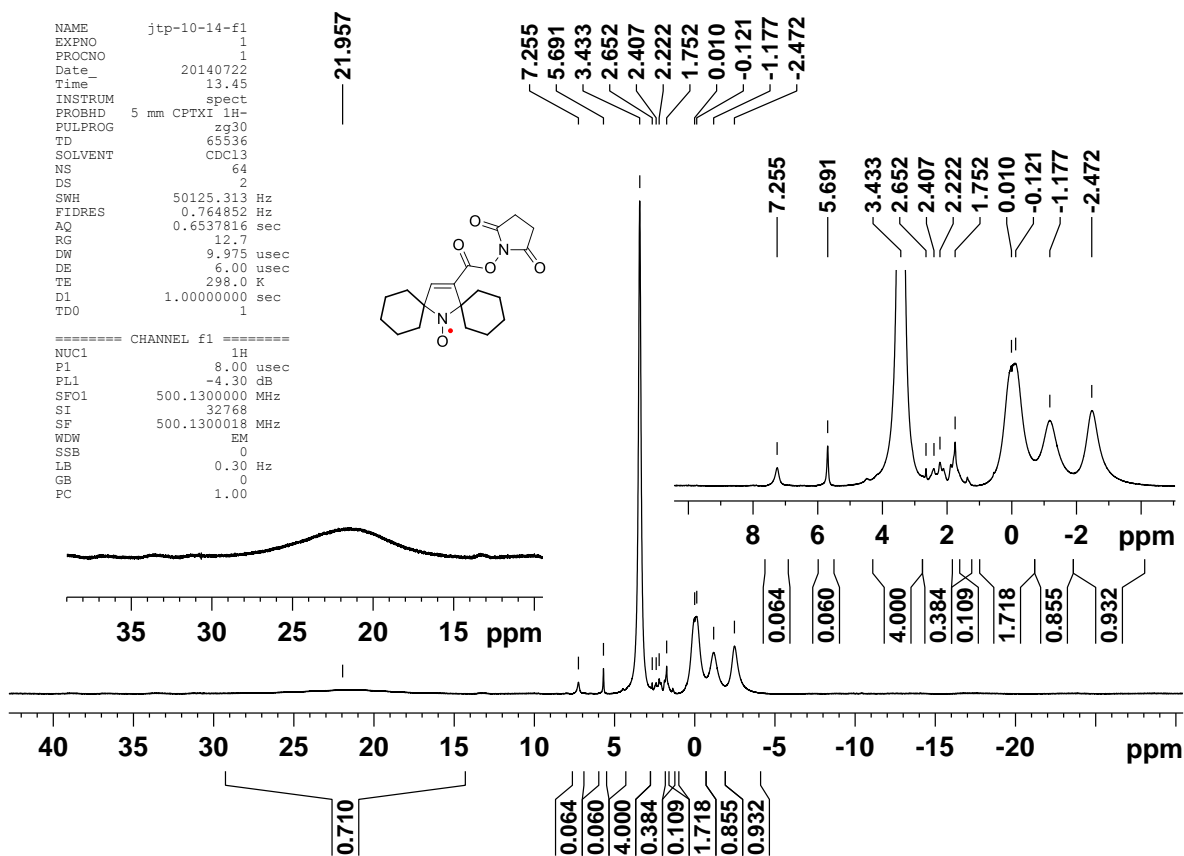 NAME jtp-10-14-f1
EXPNO 1
PROCNO 1
Date_ 20140722
Time 13.45
INSTRUM spect
PROBHD 5 mm CPTXI 1H-
PULPROG zg30
TD 65536
SOLVENT CDCl3
NS 64
DS 2
SWH 50125.313 Hz
FIDRES 0.764852 Hz
AQ 0.6537816 sec
RG 12.7
DW 9.975 usec
DE 6.00 usec
TE 298.0 K
D1 1.00000000 sec
TD0 1
======== CHANNEL f1 ========
NUC1 1H
P1 8.00 usec
PL1 -4.30 dB
SFO1 500.1300000 MHz
SI 32768
SF 500.1300018 MHz
WDW EM
SSB 0
LB 0.30 Hz
GB 0
PC 1.00
21.957
7.255
5.691
3.433
2.652
2.407
2.222
1.752
0.010
-0.121
-1.177
-2.472
O
N
O
O
O
N
O
7.255
5.691
3.433
2.652
2.407
2.222
1.752
0.010
-0.121
-1.177
-2.472
8 6 4 2 0 -2 ppm
0.064
0.060
4.000
0.384
0.109
1.718
0.855
0.932
35 30 25 20 15 ppm
40 35 30 25 20 15 10 5 0 -5 -10 -15 -20 ppm
0.710
0.064
0.060
4.000
0.384
0.109
1.718
0.855
0.932